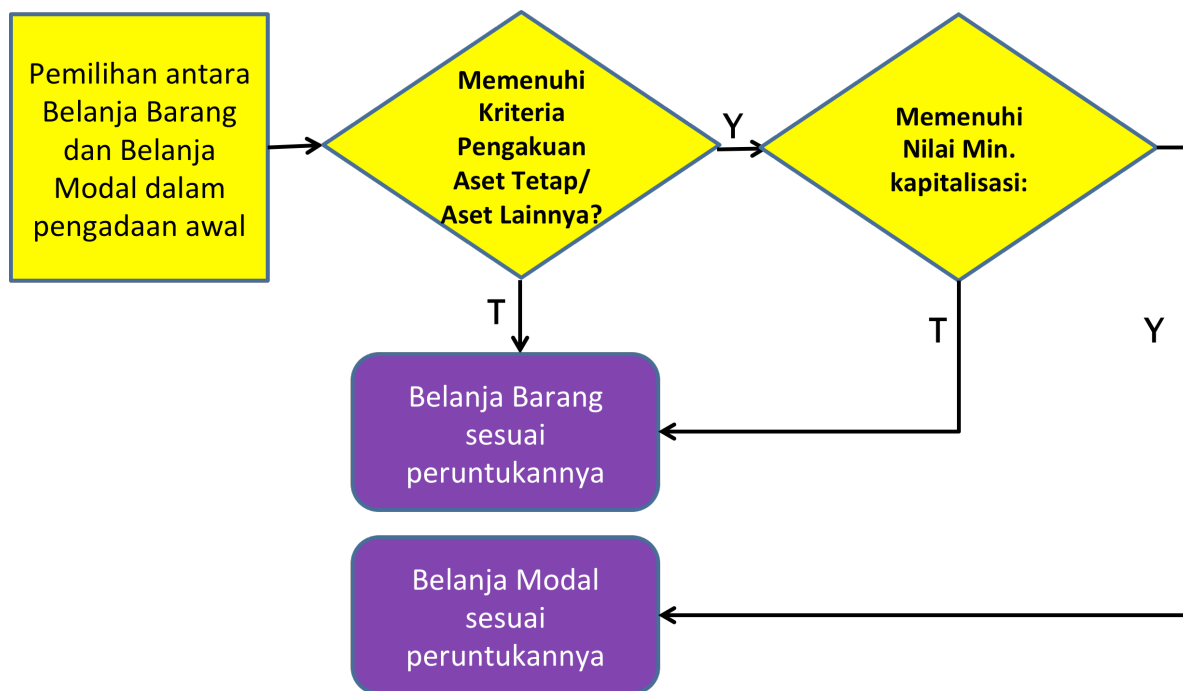 Pemilihan antara
Belanja Barang
dan Belanja
Modal dalam
pengadaan awal
Memenuhi
Kriteria
Pengakuan
Aset Tetap/
Aset Lainnya?
Y
Memenuhi
Nilai Min.
kapitalisasi:
T
T
Y
Belanja Barang
sesuai
peruntukannya
Belanja Modal
sesuai
peruntukannya